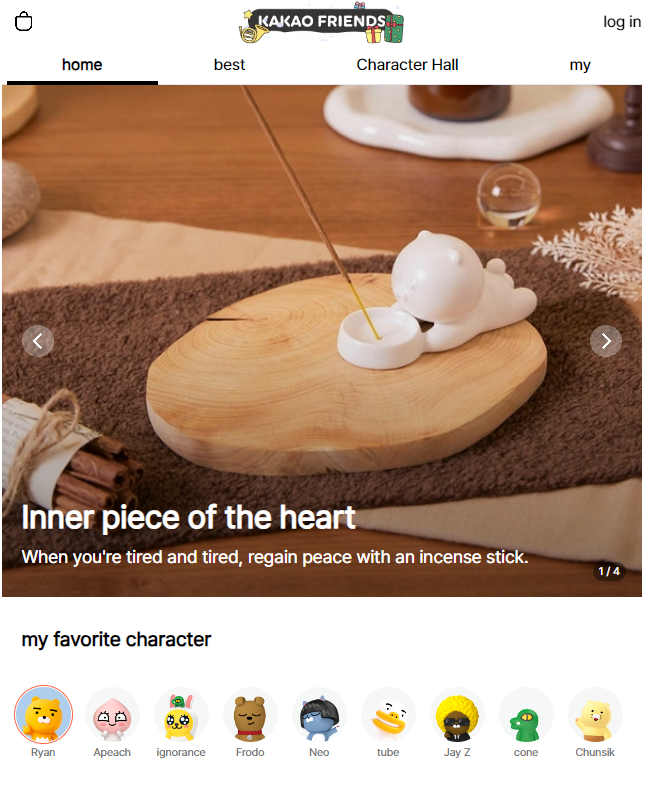 KAKAO FRIENDS
log in
home best Character Hall my
Inner piece of the heart
When you're tired and tired, regain peace with an incense stick.
1 / 4
my favorite character
Ryan Apeach ignorance Frodo Neo tube Jay Z cone Chunsik